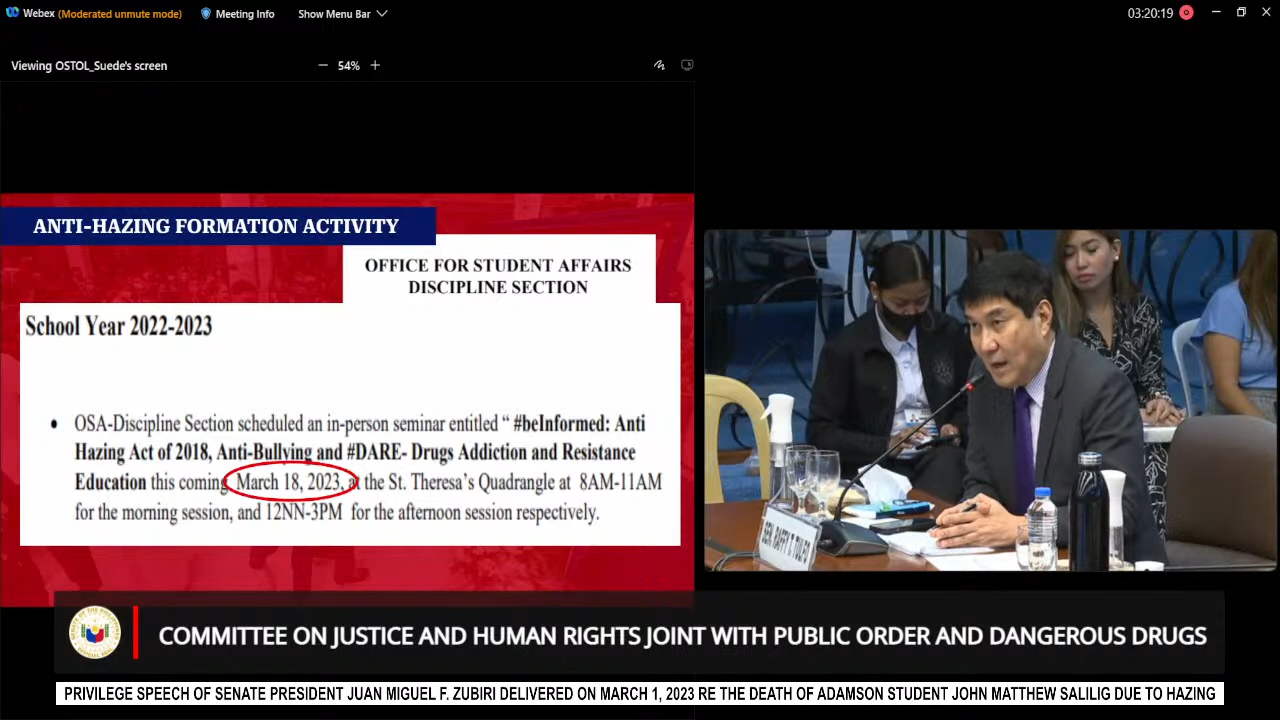 Webex (Moderated unmute mode) Meeting Info Show Menu Bar 03:20:19
Viewing OSTOL_Suede's screen 54%
ANTI-HAZING FORMATION ACTIVITY
OFFICE FOR STUDENT AFFAIRS
DISCIPLINE SECTION
School Year 2022-2023
• OSA-Discipline Section scheduled an in-person seminar entitled “ #beInformed: Anti
Hazing Act of 2018, Anti-Bullying and #DARE- Drugs Addiction and Resistance
Education this coming March 18, 2023, at the St. Theresa's Quadrangle at 8AM-11AM
for the morning session, and 12NN-3PM for the afternoon session respectively.
SEN. RAFFY T. TULFO
COMMITTEE ON JUSTICE AND HUMAN RIGHTS JOINT WITH PUBLIC ORDER AND DANGEROUS DRUGS
PRIVILEGE SPEECH OF SENATE PRESIDENT JUAN MIGUEL F. ZUBIRI DELIVERED ON MARCH 1, 2023 RE THE DEATH OF ADAMSON STUDENT JOHN MATTHEW SALILIG DUE TO HAZING